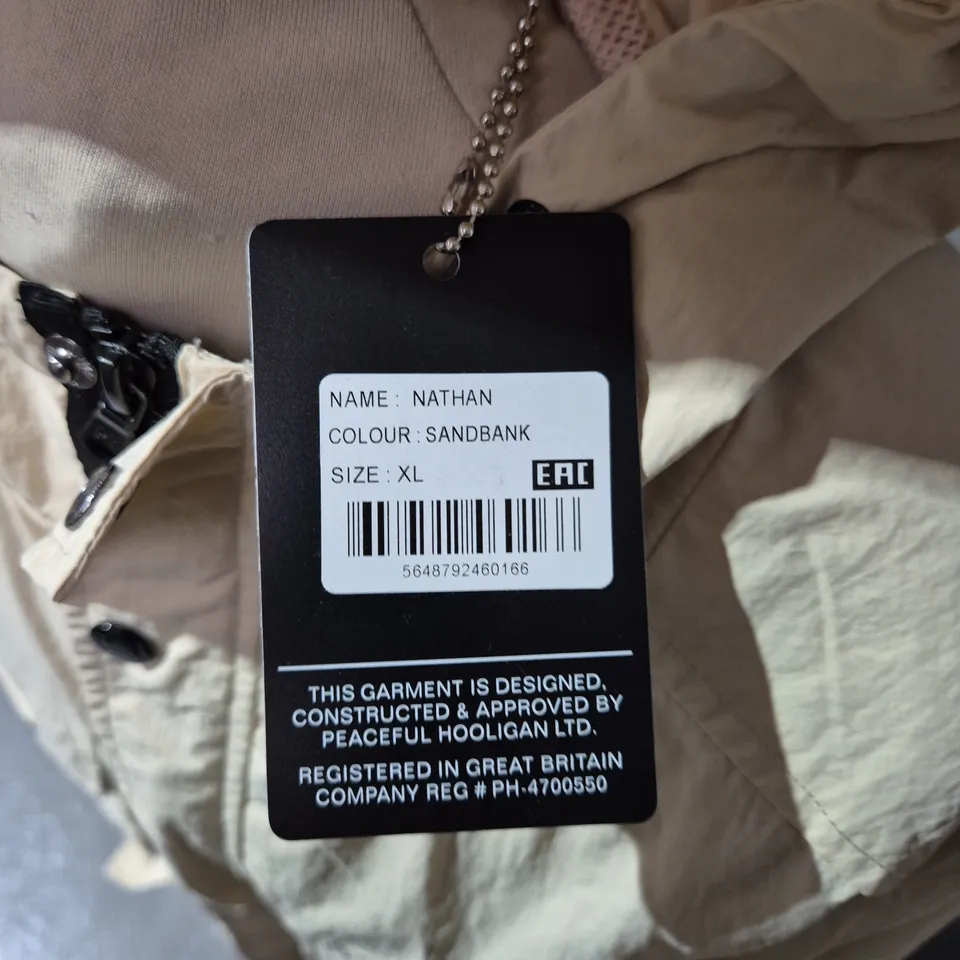 NAME : NATHAN
COLOUR : SANDBANK
SIZE : XL
EAC
5648792460166
THIS GARMENT IS DESIGNED,
CONSTRUCTED & APPROVED BY
PEACEFUL HOOLIGAN LTD.
REGISTERED IN GREAT BRITAIN
COMPANY REG # PH-4700550